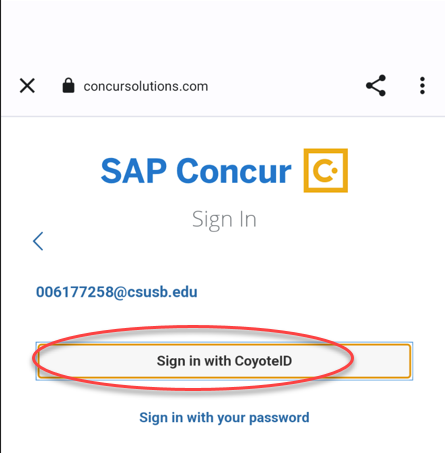 concursolutions.com
SAP Concur C.
Sign In
006177258@csusb.edu
Sign in with CoyoteID
Sign in with your password